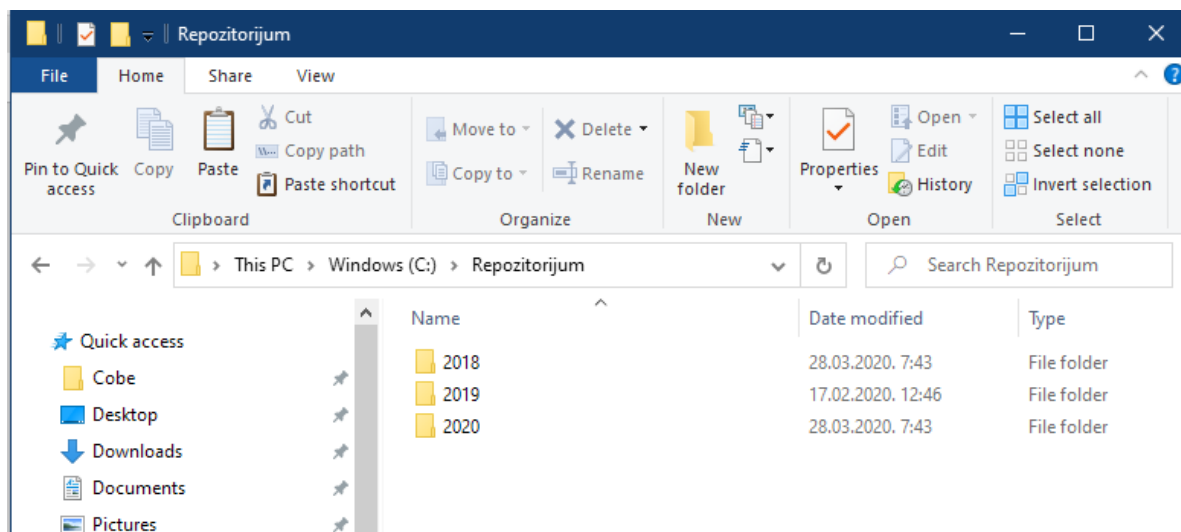 Repozitorijum
File Home Share View
Pin to Quick access
Copy
Paste
Cut
Copy path
Paste shortcut
Clipboard
Move to
Copy to
Delete
Rename
Organize
New folder
New
Properties
Open
Edit
History
Open
Select all
Select none
Invert selection
Select
This PC > Windows (C:) > Repozitorijum
Search Repozitorijum
Quick access
Cobe
Desktop
Downloads
Documents
Pictures
Name Date modified Type
2018 28.03.2020. 7:43 File folder
2019 17.02.2020. 12:46 File folder
2020 28.03.2020. 7:43 File folder